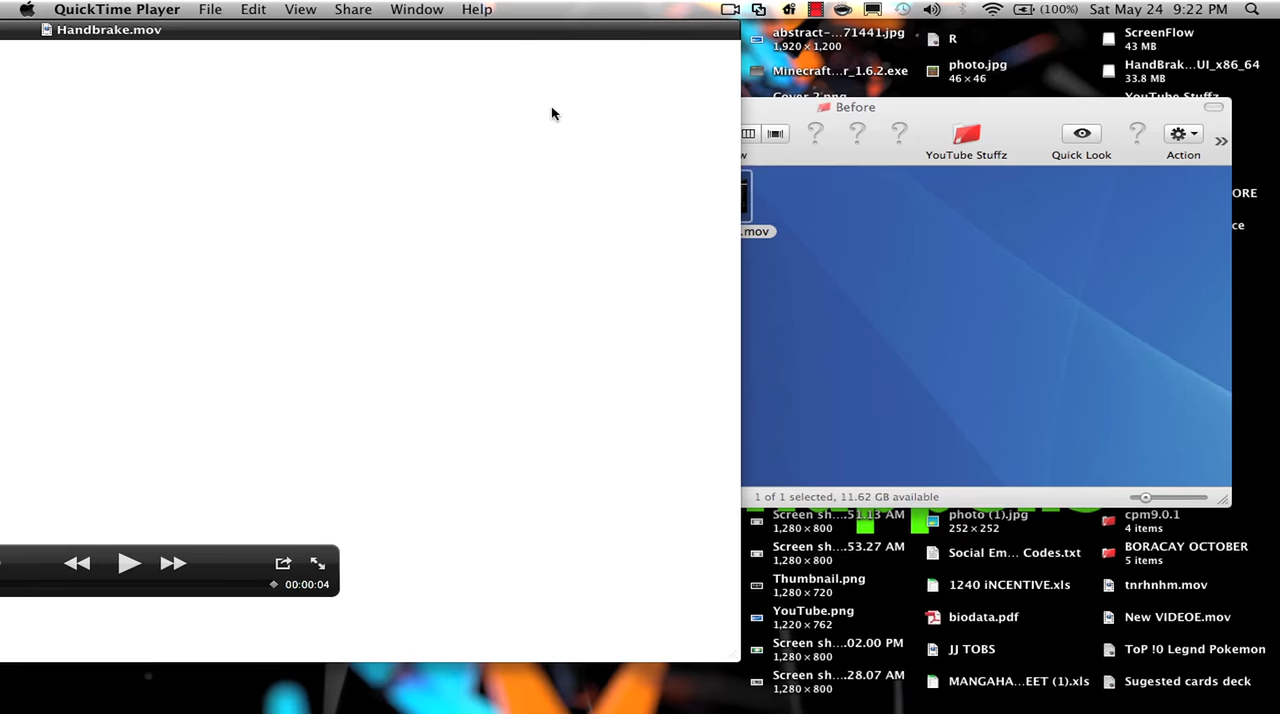 QuickTime Player File Edit View Share Window Help (100%) Sat May 24 9:22 PM
Handbrake.mov
abstract-...71441.jpg
1,920 × 1,200
Minecraft...r_1.6.2.exe
Cover 2.png
R
photo.jpg
46 × 46
ScreenFlow
43 MB
HandBrak...UI_x86_64
33.8 MB
YouTube Stuffz
Before
w
YouTube Stuffz
Quick Look
Action
.mov
ORE
ce
1 of 1 selected, 11.62 GB available
00:00:04
Screen sh...51.13 AM
1,280 × 800
Screen sh...53.27 AM
1,280 × 800
Thumbnail.png
1,280 × 720
YouTube.png
1,220 × 762
Screen sh...02.00 PM
1,280 × 800
Screen sh...28.07 AM
1,280 × 800
photo (1).jpg
252 × 252
Social Em... Codes.txt
1240 iNCENTIVE.xls
biodata.pdf
JJ TOBS
MANGAHA...EET (1).xls
cpm9.0.1
4 items
BORACAY OCTOBER
5 items
tnrhnhm.mov
New VIDEOE.mov
ToP !0 Legnd Pokemon
Sugested cards deck